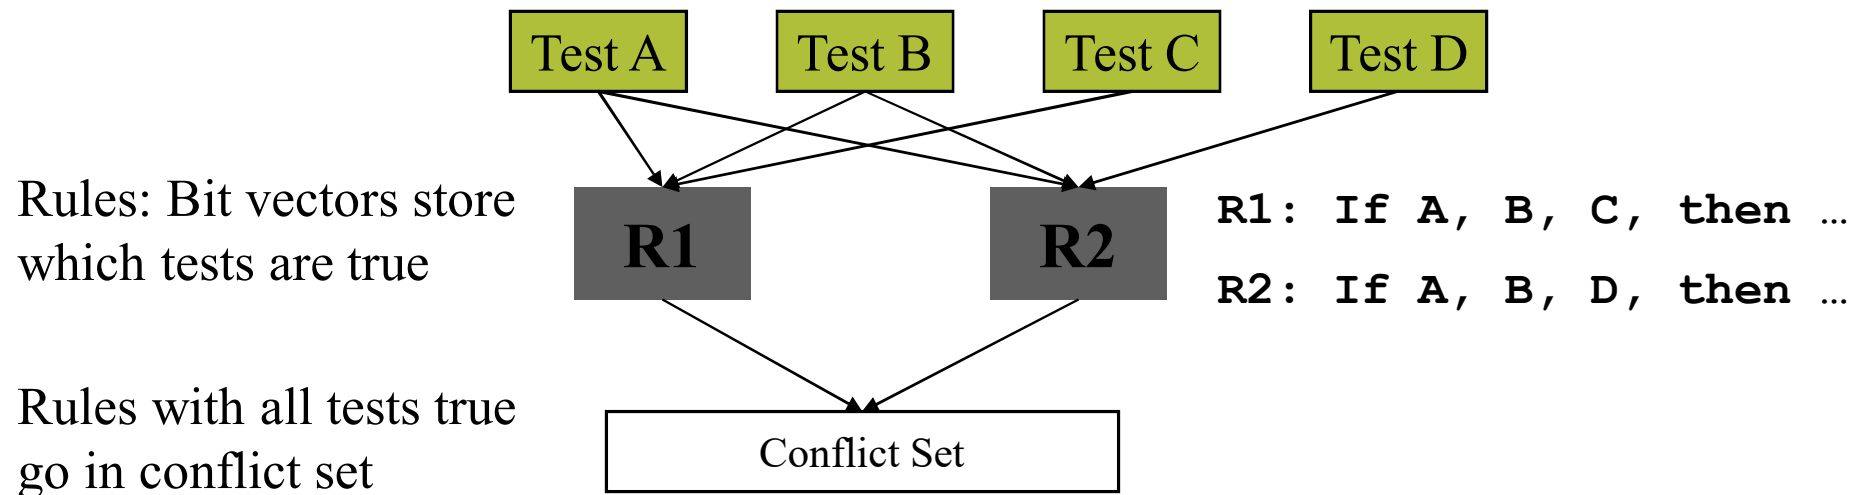 Test A
Test B
Test C
Test D
Rules: Bit vectors store
which tests are true
R1
R2
R1: If A, B, C, then …
R2: If A, B, D, then …
Rules with all tests true
go in conflict set
Conflict Set